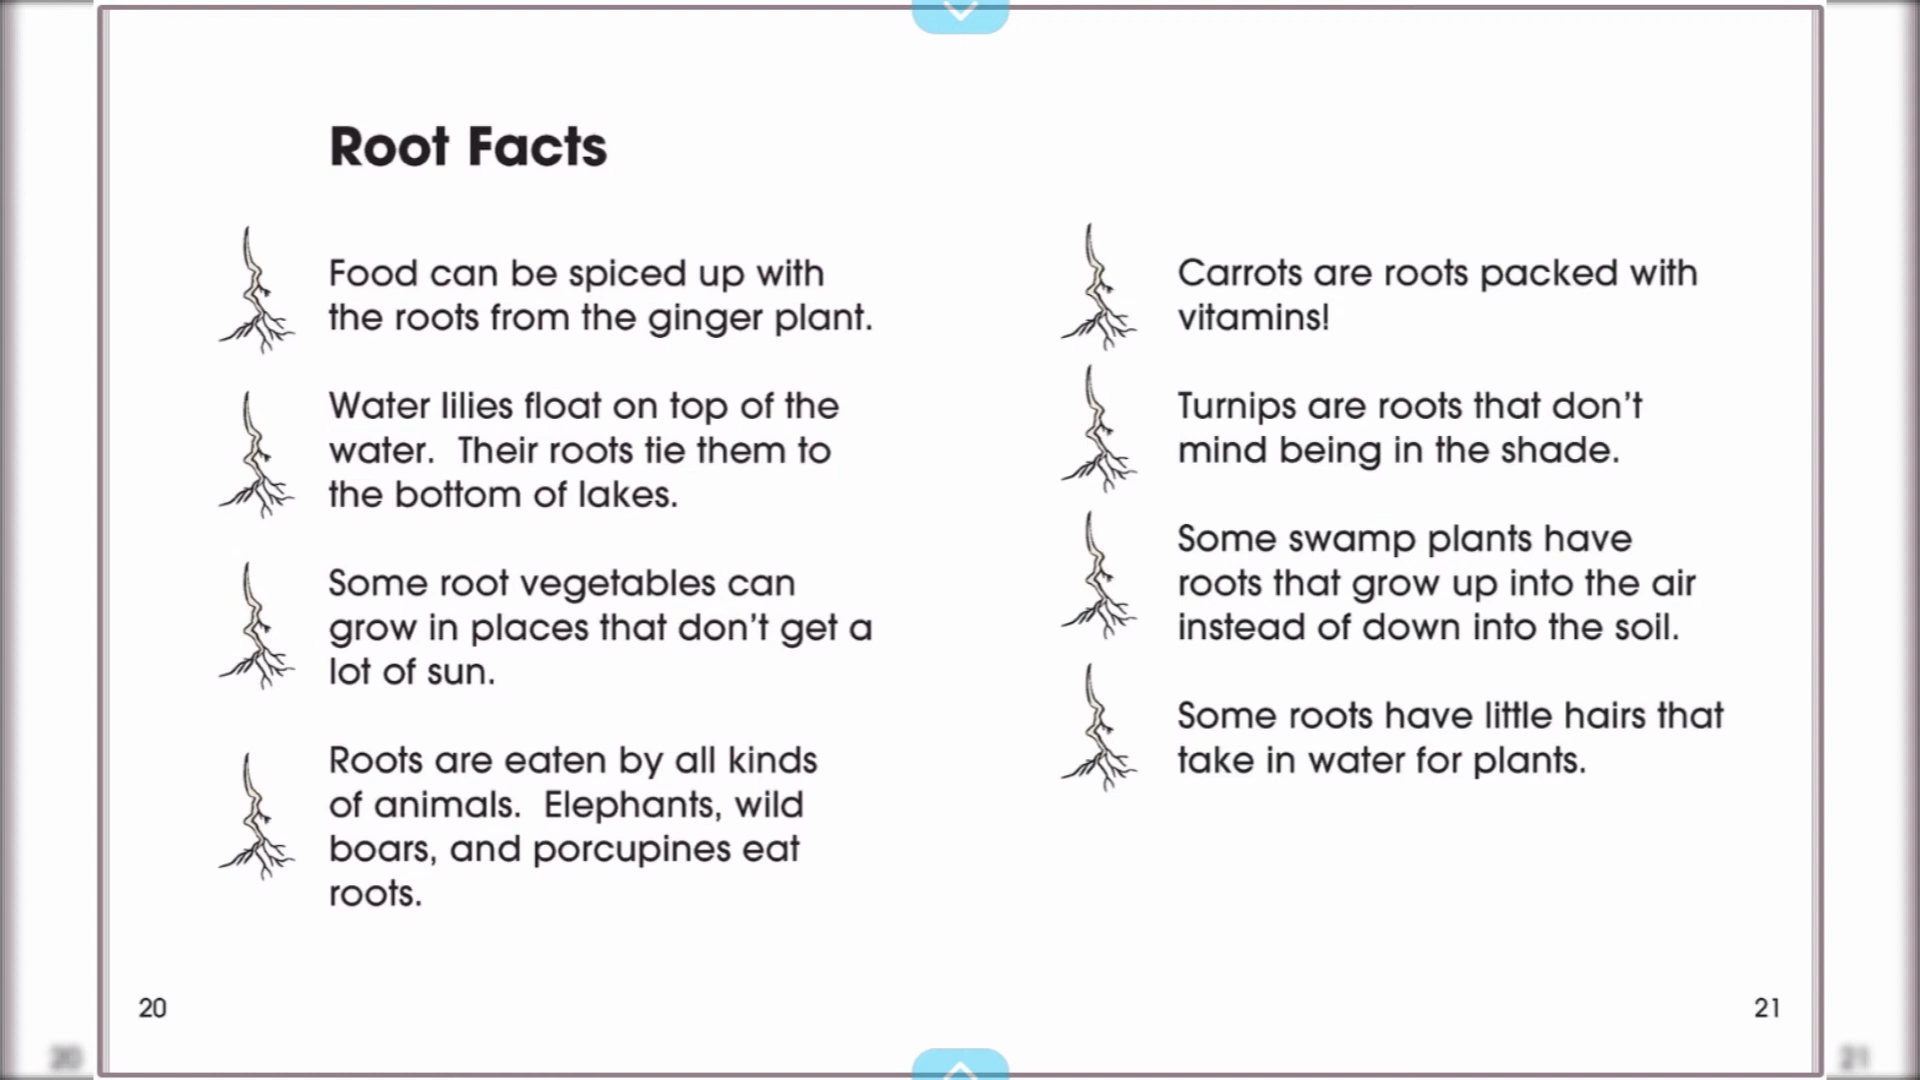 Root Facts
Food can be spiced up with
the roots from the ginger plant.
Water lilies float on top of the
water.  Their roots tie them to
the bottom of lakes.
Some root vegetables can
grow in places that don't get a
lot of sun.
Roots are eaten by all kinds
of animals.  Elephants, wild
boars, and porcupines eat
roots.
20
Carrots are roots packed with
vitamins!
Turnips are roots that don't
mind being in the shade.
Some swamp plants have
roots that grow up into the air
instead of down into the soil.
Some roots have little hairs that
take in water for plants.
21
20
21